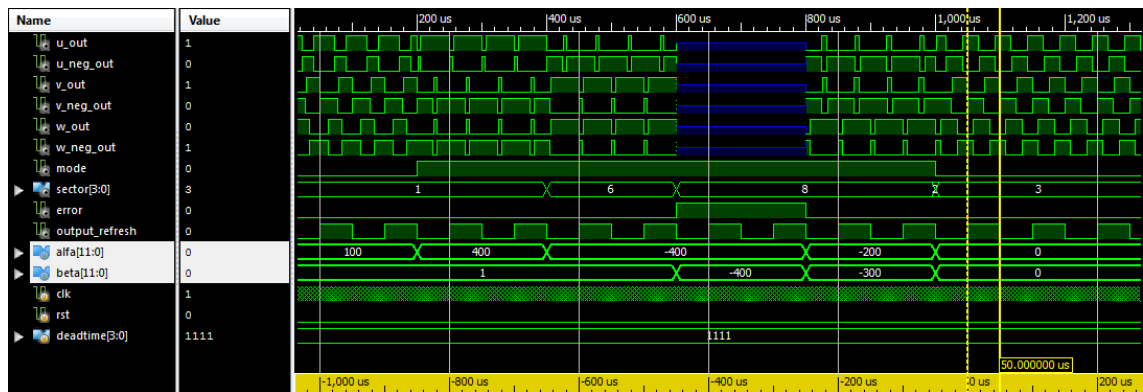 Name Value 200 us 400 us 600 us 800 us 1,000 us 1,200 us
u_out 1
u_neg_out 0
v_out 1
v_neg_out 0
w_out 0
w_neg_out 1
mode 0
sector[3:0] 3 1 6 8 2 3
error 0
output_refresh 0
alfa[11:0] 0 100 400 -400 -200 0
beta[11:0] 0 1 -400 -300 0
clk 1
rst 0
deadtime[3:0] 1111 1111
50.000000 us
-1,000 us -800 us -600 us -400 us -200 us 0 us 200 us